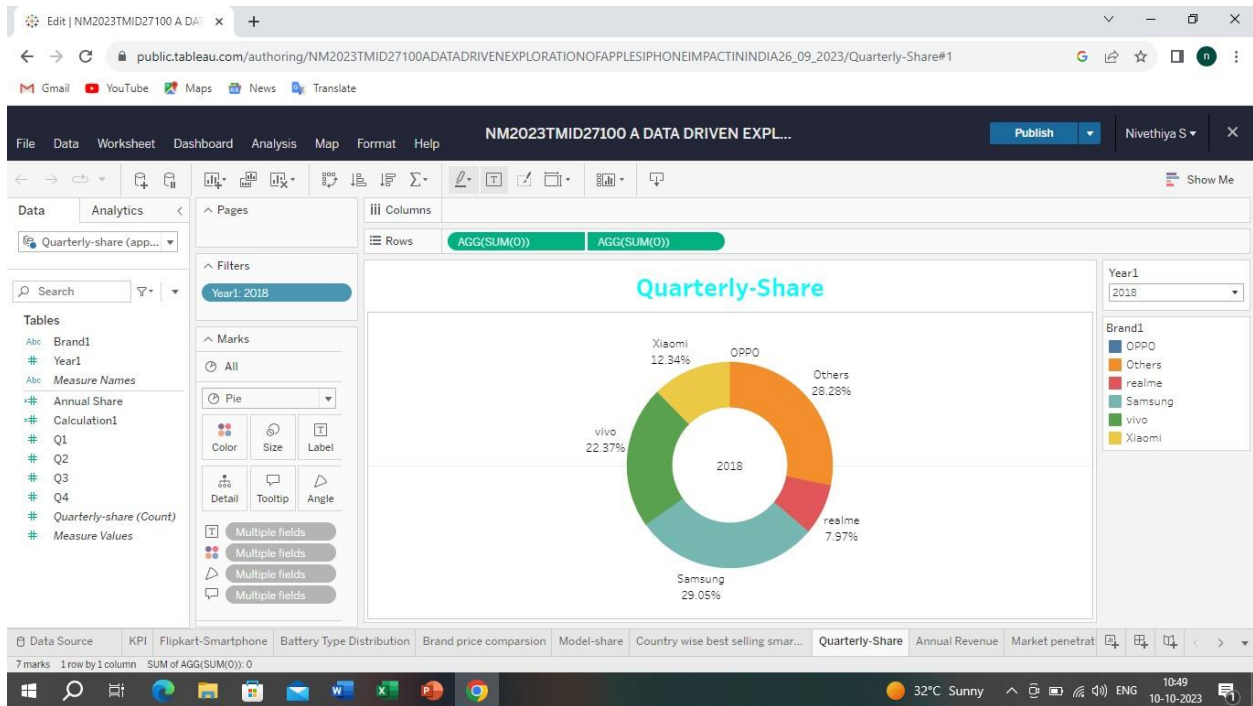 Edit | NM2023TMID27100 A DAT
public.tableau.com/authoring/NM2023TMID27100ADATADRIVENEXPLORATIONOFAPPLESIPHONEIMPACTININDIA26_09_2023/Quarterly-Share#1
G
n
Gmail YouTube Maps News Translate
NM2023TMID27100 A DATA DRIVEN EXPL...
Publish
Nivethiya S
File Data Worksheet Dashboard Analysis Map Format Help
Show Me
Data Analytics
Pages
iii Columns
Quarterly-share (app...
Rows
AGG(SUM(0)) AGG(SUM(0))
Filters
Year1: 2018
Search
Tables
Abc Brand1
# Year1
Abc Measure Names
=# Annual Share
=# Calculation1
# Q1
# Q2
# Q3
# Q4
# Quarterly-share (Count)
# Measure Values
Marks
All
Pie
Color Size Label
Detail Tooltip Angle
T Multiple fields
Multiple fields
Multiple fields
Multiple fields
Quarterly-Share
Xiaomi
12.34%
OPPO
Others
28.28%
vivo
22.37%
2018
realme
7.97%
Samsung
29.05%
Year1
2018
Brand1
OPPO
Others
realme
Samsung
vivo
Xiaomi
Data Source KPI Flipkart-Smartphone Battery Type Distribution Brand price comparsion Model-share Country wise best selling smar... Quarterly-Share Annual Revenue Market penetrat
7 marks 1 row by 1 column SUM of AGG(SUM(0)): 0
32°C Sunny ENG 10:49
10-10-2023